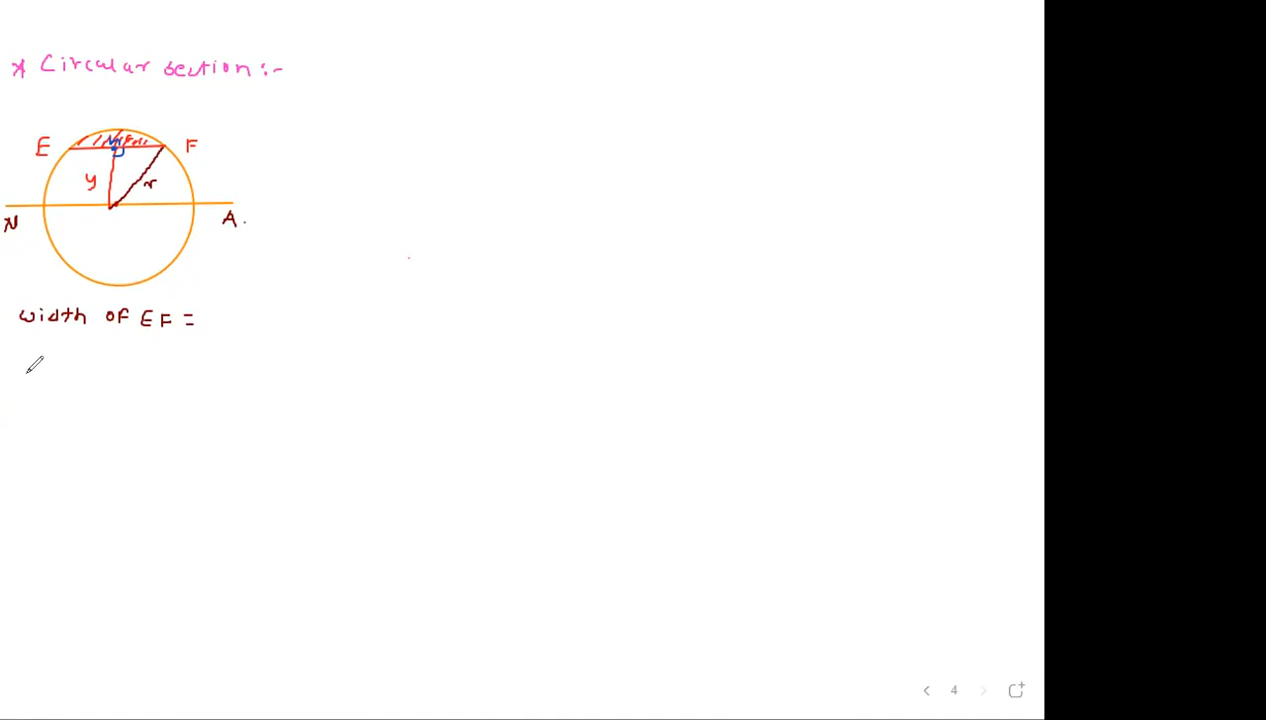 * Circular section:-
E F
y r
N A.
width of EF =
4